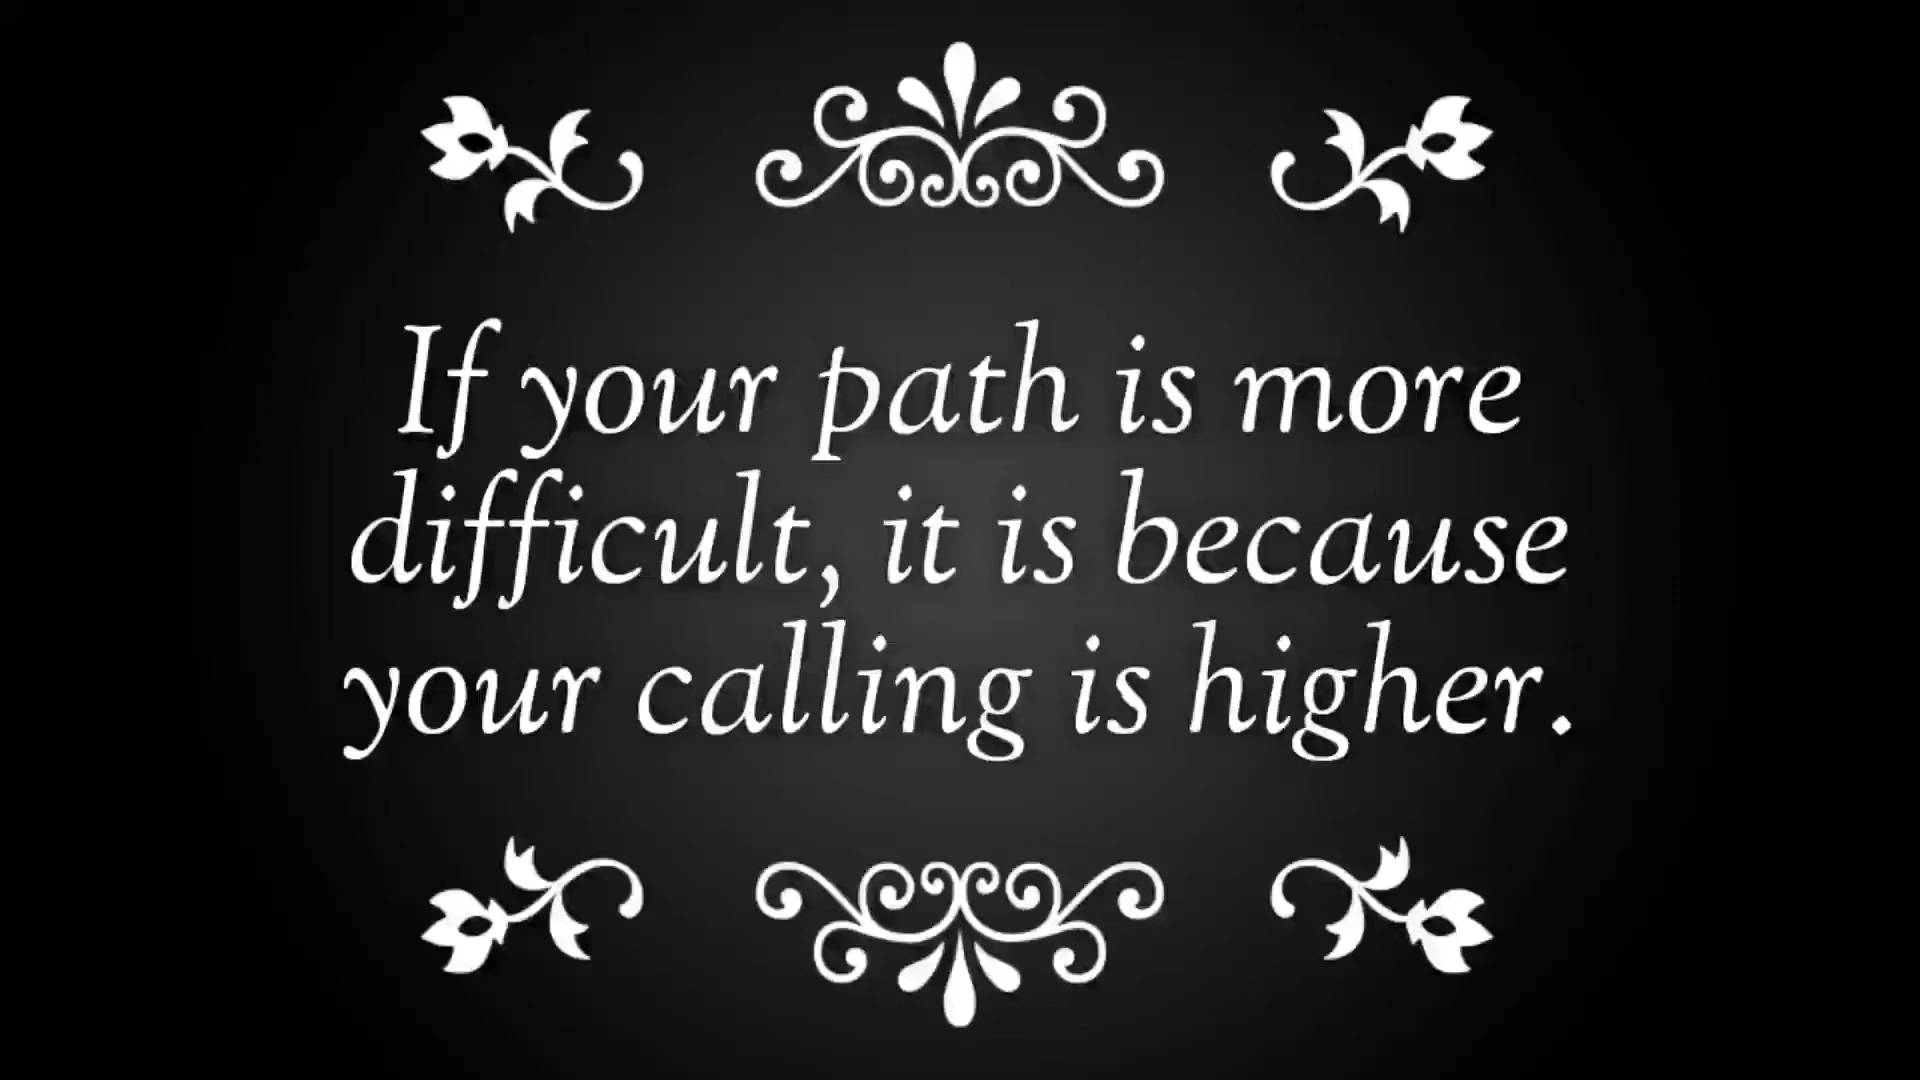 If your path is more
difficult, it is because
your calling is higher.